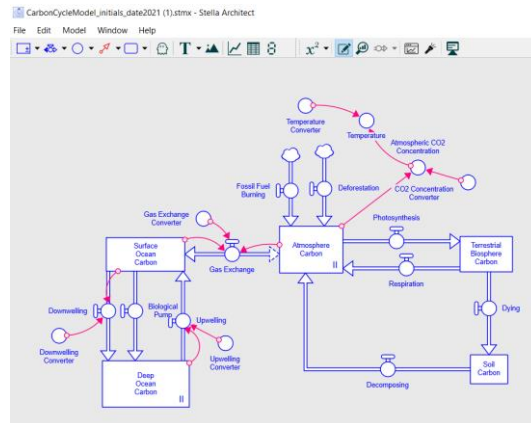 CarbonCycleModel_initials_date2021 (1).stmx - Stella Architect
File Edit Model Window Help
Temperature
Converter
Temperature
Atmospheric CO2
Concentration
Fossil Fuel
Burning
Deforestation
CO2 Concentration
Converter
Gas Exchange
Converter
Photosynthesis
Surface
Ocean
Carbon
Gas Exchange
Atmosphere
Carbon
Terrestrial
Biosphere
Carbon
Respiration
Downwelling
Biological
Pump
Upwelling
Dying
Downwelling
Converter
Upwelling
Converter
Deep
Ocean
Carbon
Decomposing
Soil
Carbon